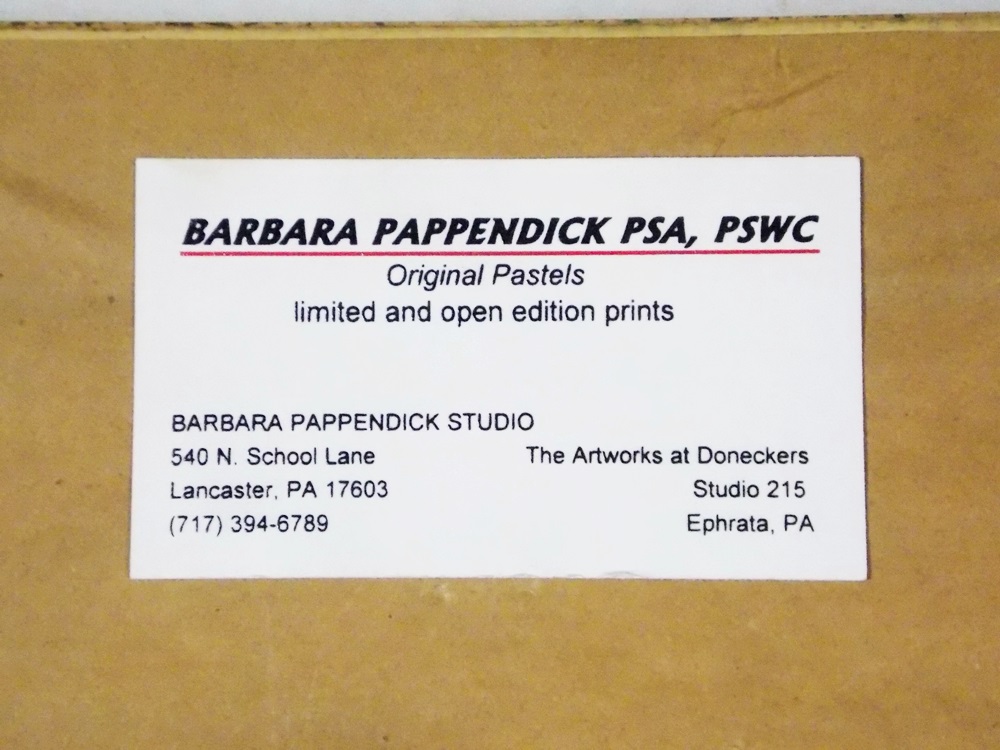 BARBARA PAPPENDICK PSA, PSWC
Original Pastels
limited and open edition prints
BARBARA PAPPENDICK STUDIO
540 N. School Lane
Lancaster, PA 17603
(717) 394-6789
The Artworks at Doneckers
Studio 215
Ephrata, PA